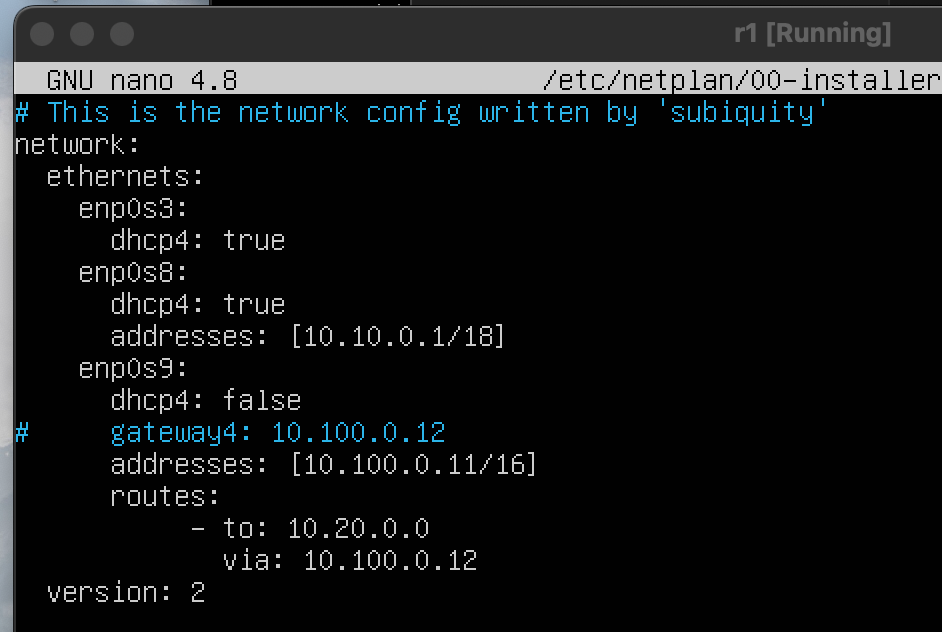 r1 [Running]
GNU nano 4.8 /etc/netplan/00-installer
# This is the network config written by 'subiquity'
network:
  ethernets:
    enp0s3:
      dhcp4: true
    enp0s8:
      dhcp4: true
      addresses: [10.10.0.1/18]
    enp0s9:
      dhcp4: false
#     gateway4: 10.100.0.12
      addresses: [10.100.0.11/16]
      routes:
           - to: 10.20.0.0
             via: 10.100.0.12
  version: 2